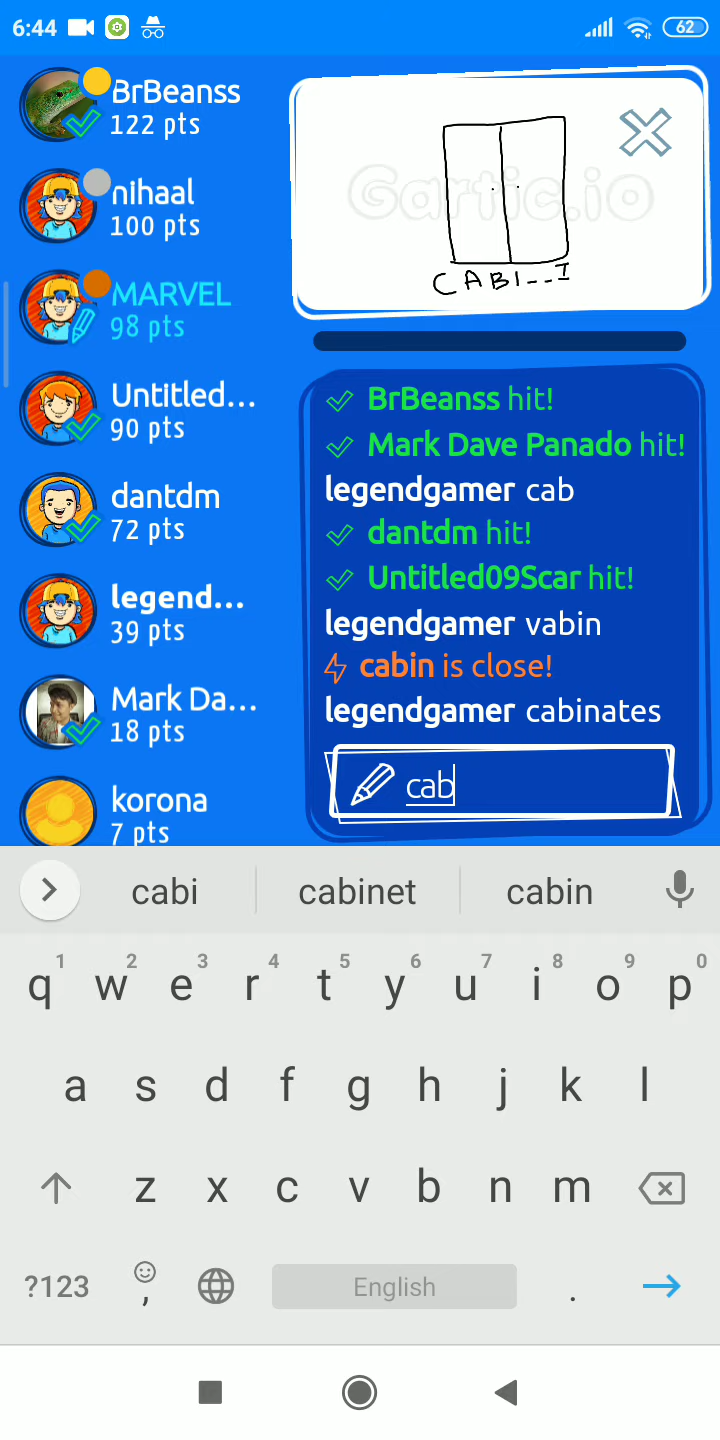 6:44
62
BrBeanss
122 pts
nihaal
100 pts
MARVEL
98 pts
Untitled...
90 pts
dantdm
72 pts
legend...
39 pts
Mark Da...
18 pts
korona
7 pts
Gartic.io
CABI--I
BrBeanss hit!
Mark Dave Panado hit!
legendgamer cab
dantdm hit!
Untitled09Scar hit!
legendgamer vabin
cabin is close!
legendgamer cabinates
cab
cabi cabinet cabin
1 2 3 4 5 6 7 8 9 0
q w e r t y u i o p
a s d f g h j k l
z x c v b n m
?123 , English .